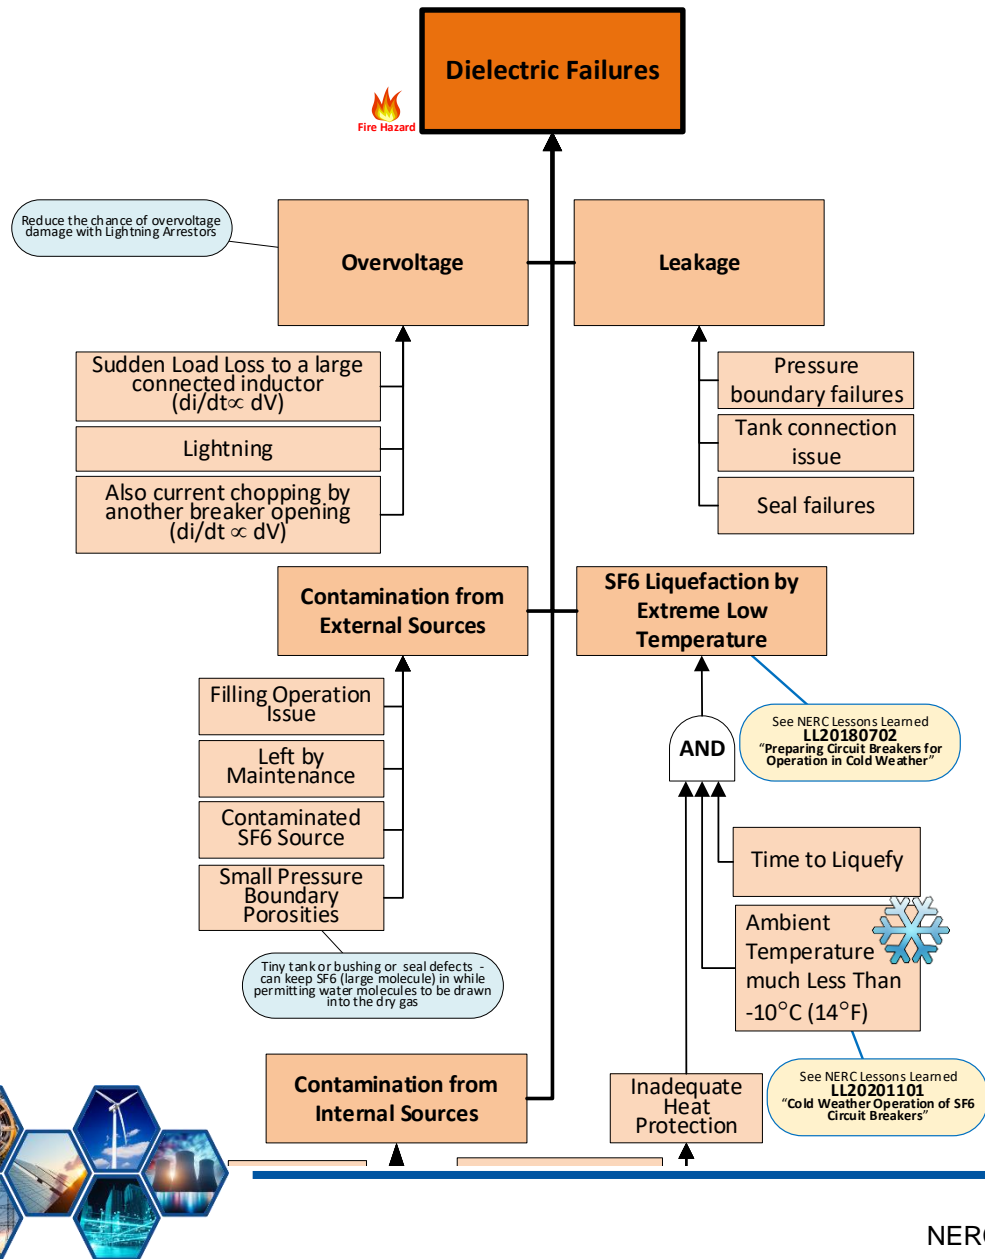 Dielectric Failures
Fire Hazard
Reduce the chance of overvoltage
damage with Lightning Arrestors
Overvoltage
Leakage
Sudden Load Loss to a large
connected inductor
(di/dt∝ dV)
Lightning
Also current chopping by
another breaker opening
(di/dt ∝ dV)
Pressure
boundary failures
Tank connection
issue
Seal failures
Contamination from
External Sources
SF6 Liquefaction by
Extreme Low
Temperature
Filling Operation
Issue
Left by
Maintenance
Contaminated
SF6 Source
Small Pressure
Boundary
Porosities
Tiny tank or bushing or seal defects -
can keep SF6 (large molecule) in while
permitting water molecules to be drawn
into the dry gas
See NERC Lessons Learned
LL20180702
“Preparing Circuit Breakers for
Operation in Cold Weather”
AND
Time to Liquefy
Ambient
Temperature
much Less Than
-10°C (14°F)
See NERC Lessons Learned
LL20201101
“Cold Weather Operation of SF6
Circuit Breakers”
Contamination from
Internal Sources
Inadequate
Heat
Protection
NERC